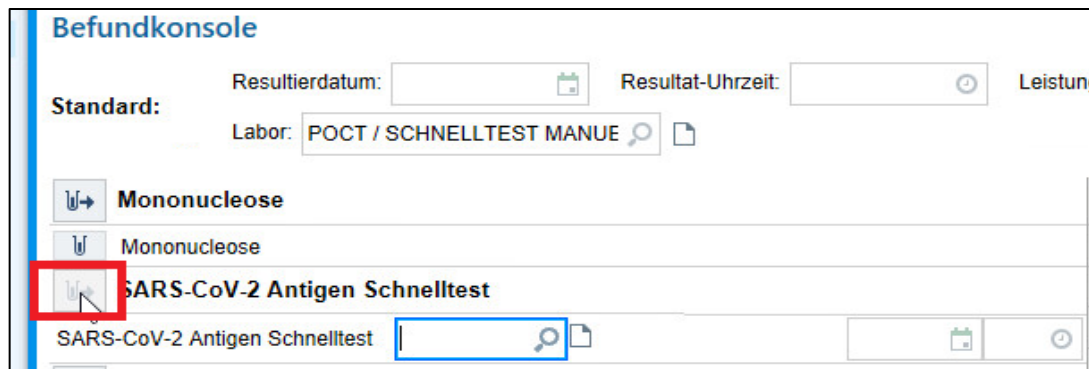 Befundkonsole
Resultierdatum: Resultat-Uhrzeit: Leistun
Standard:
Labor: POCT / SCHNELLTEST MANUE
Mononucleose
Mononucleose
SARS-CoV-2 Antigen Schnelltest
SARS-CoV-2 Antigen Schnelltest